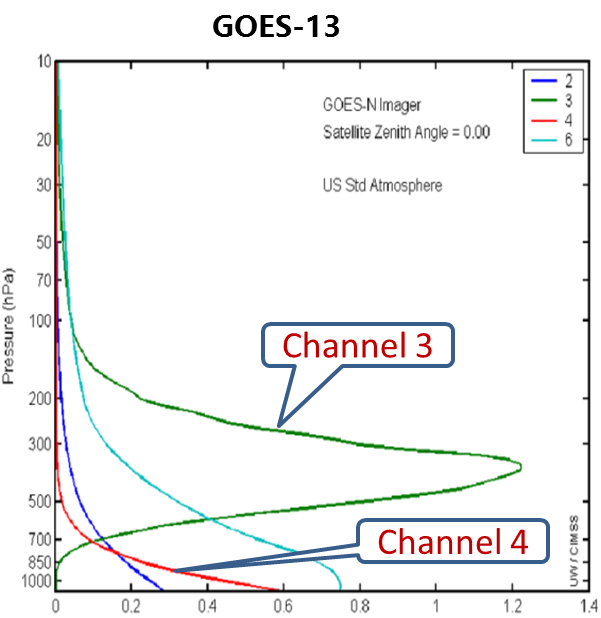 GOES-13
10
20
30
50
70
100
200
300
500
700
850
1000
Pressure (hPa)
GOES-N Imager
Satellite Zenith Angle = 0.00
US Std Atmosphere
2
3
4
6
Channel 3
Channel 4
UW / CIMSS
0 0.2 0.4 0.6 0.8 1 1.2 1.4